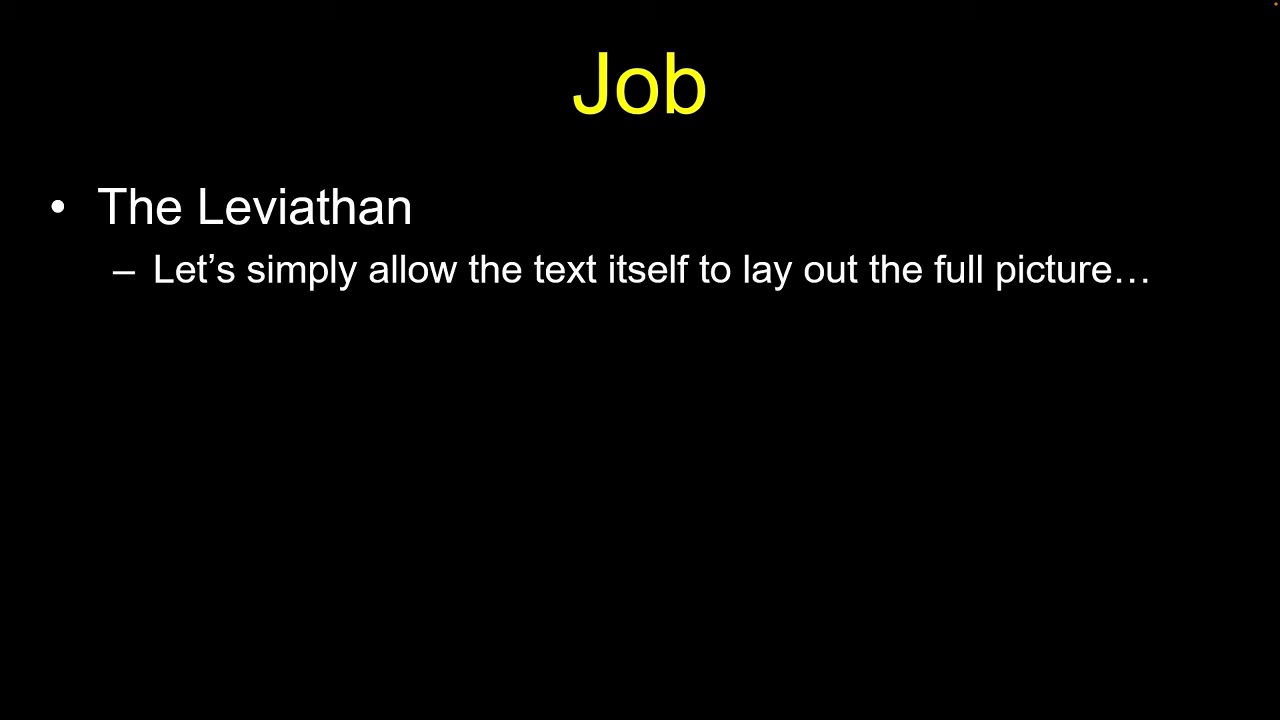 Job
• The Leviathan
– Let’s simply allow the text itself to lay out the full picture…